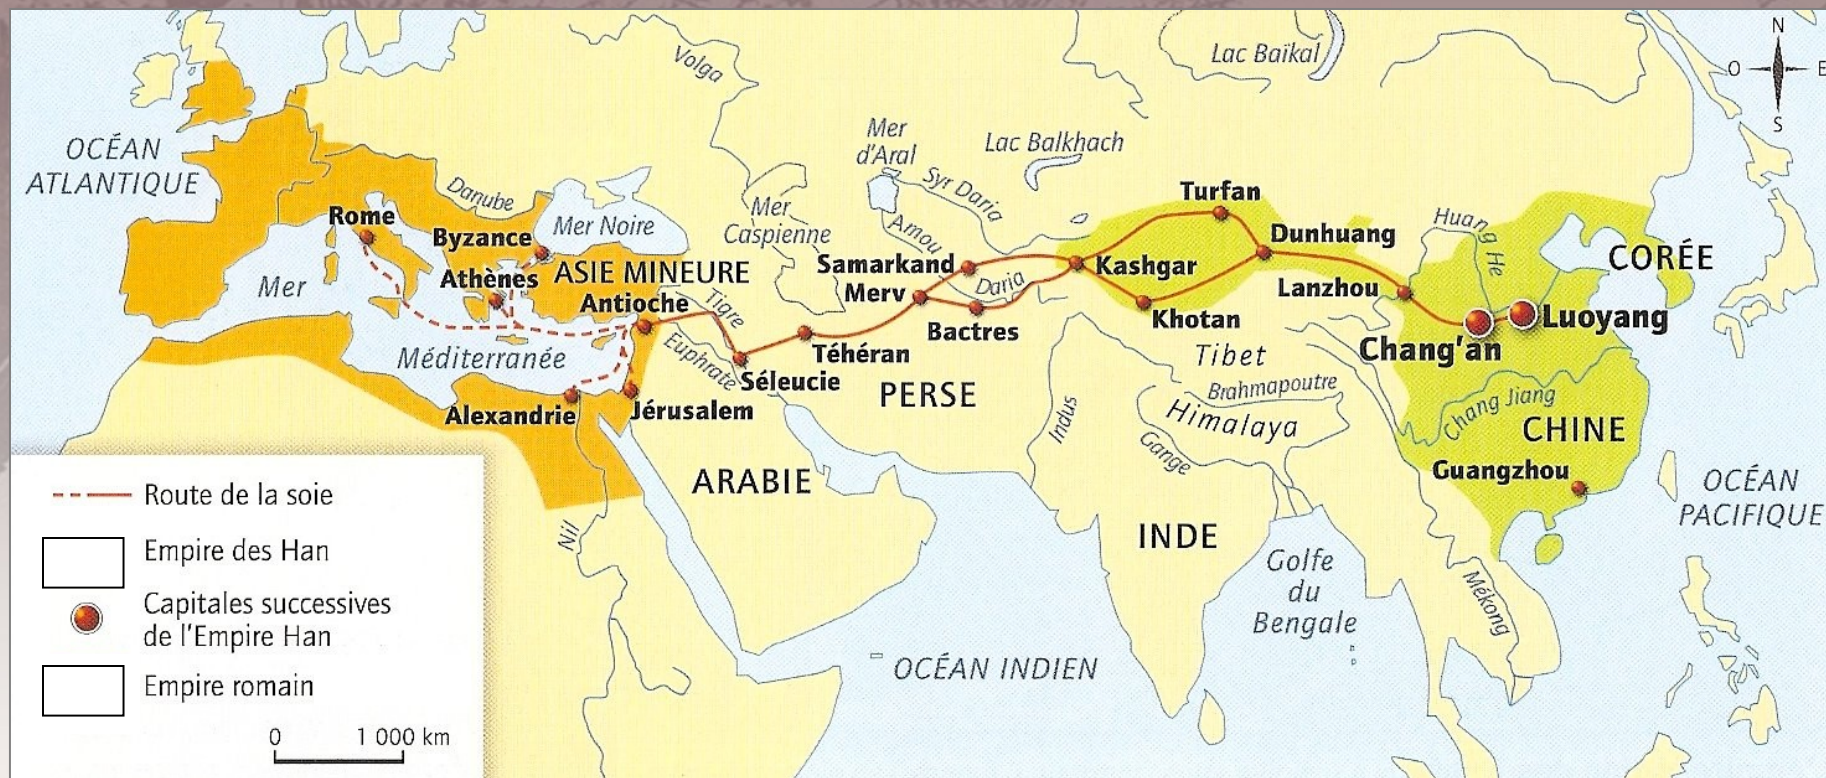 Lac Baïkal
N
O
E
S
Volga
OCÉAN
ATLANTIQUE
Mer
d'Aral
Lac Balkhach
Syr Daria
Turfan
Danube
Rome
Mer Noire
Mer
Caspienne
Amou
Daria
Huang He
Byzance
Dunhuang
CORÉE
Athènes
ASIE MINEURE
Samarkand
Kashgar
Mer
Méditerranée
Antioche
Tigre
Merv
Lanzhou
Bactres
Khotan
Luoyang
Euphrate
Téhéran
Tibet
Chang'an
Séleucie
PERSE
Brahmapoutre
Alexandrie
Jérusalem
Indus
Himalaya
Chang Jiang
CHINE
Gange
Guangzhou
ARABIE
OCÉAN
PACIFIQUE
Nil
INDE
Golfe
du
Bengale
Mékong
OCÉAN INDIEN
Route de la soie
Empire des Han
Capitales successives
de l'Empire Han
Empire romain
0 1 000 km